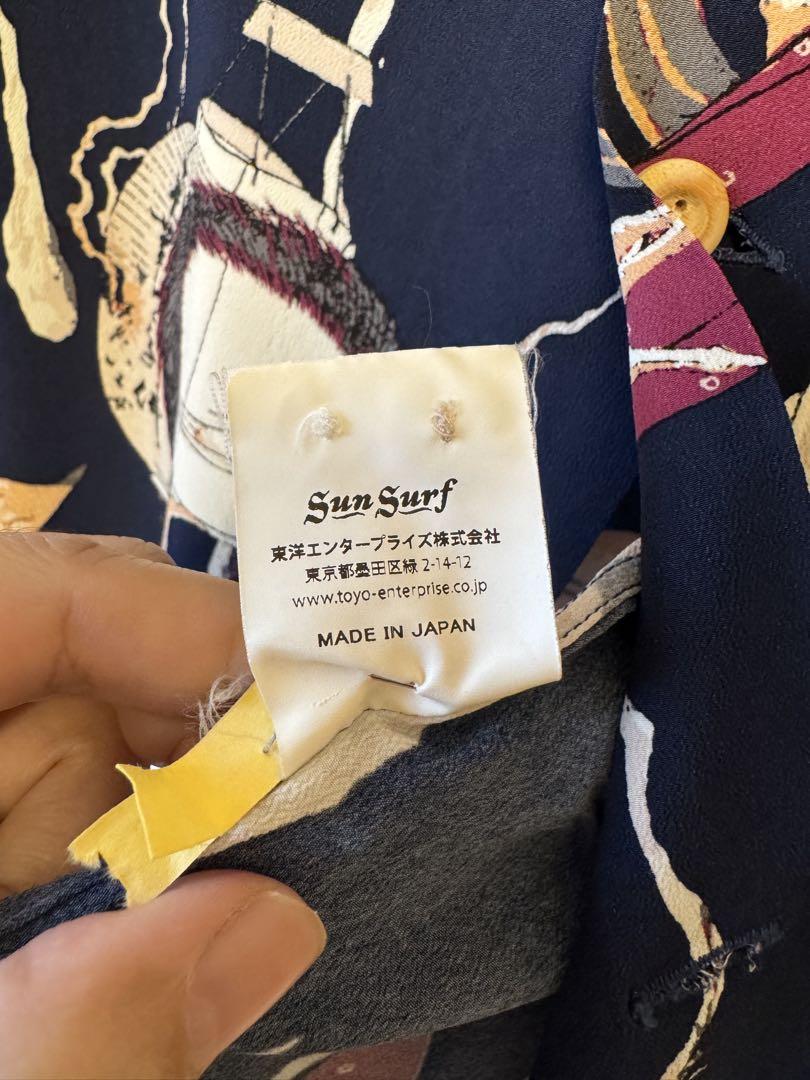 Sun Surf
東洋エンタープライズ株式会社
東京都墨田区緑 2-14-12
www.toyo-enterprise.co.jp
MADE IN JAPAN